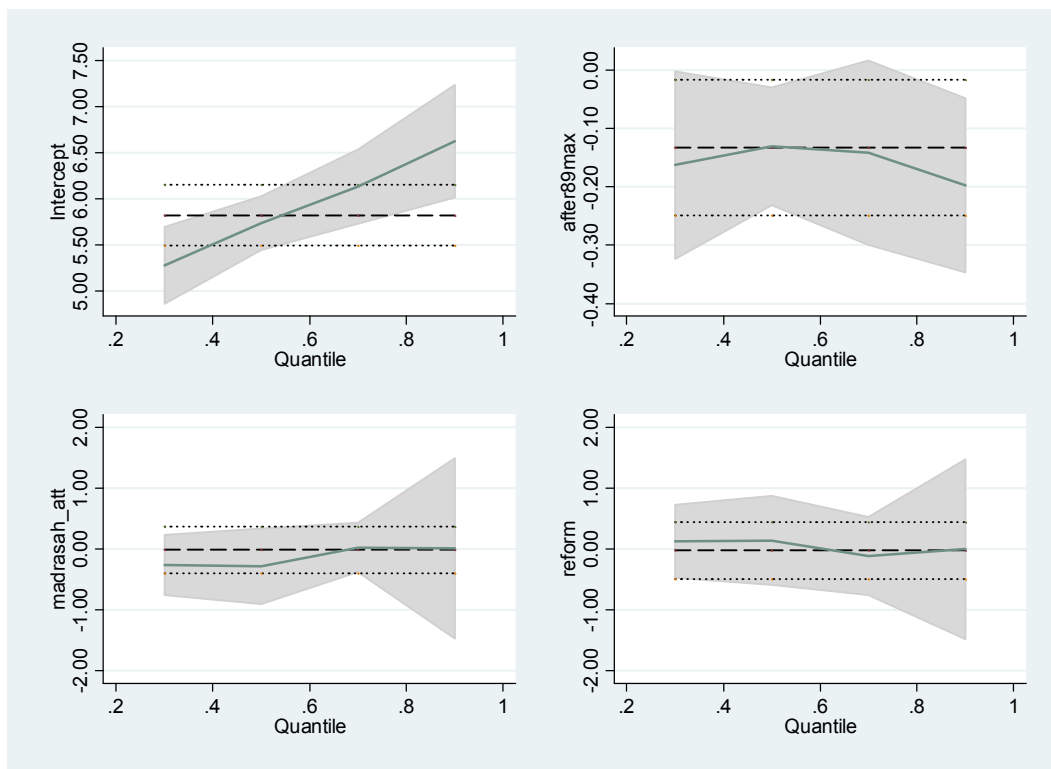 Intercept
7.50
7.00
6.50
6.00
5.50
5.00
.2 .4 .6 .8 1
Quantile
after89max
0.00
-0.10
-0.20
-0.30
-0.40
.2 .4 .6 .8 1
Quantile
madrasah_att
2.00
1.00
0.00
-1.00
-2.00
.2 .4 .6 .8 1
Quantile
reform
2.00
1.00
0.00
-1.00
-2.00
.2 .4 .6 .8 1
Quantile